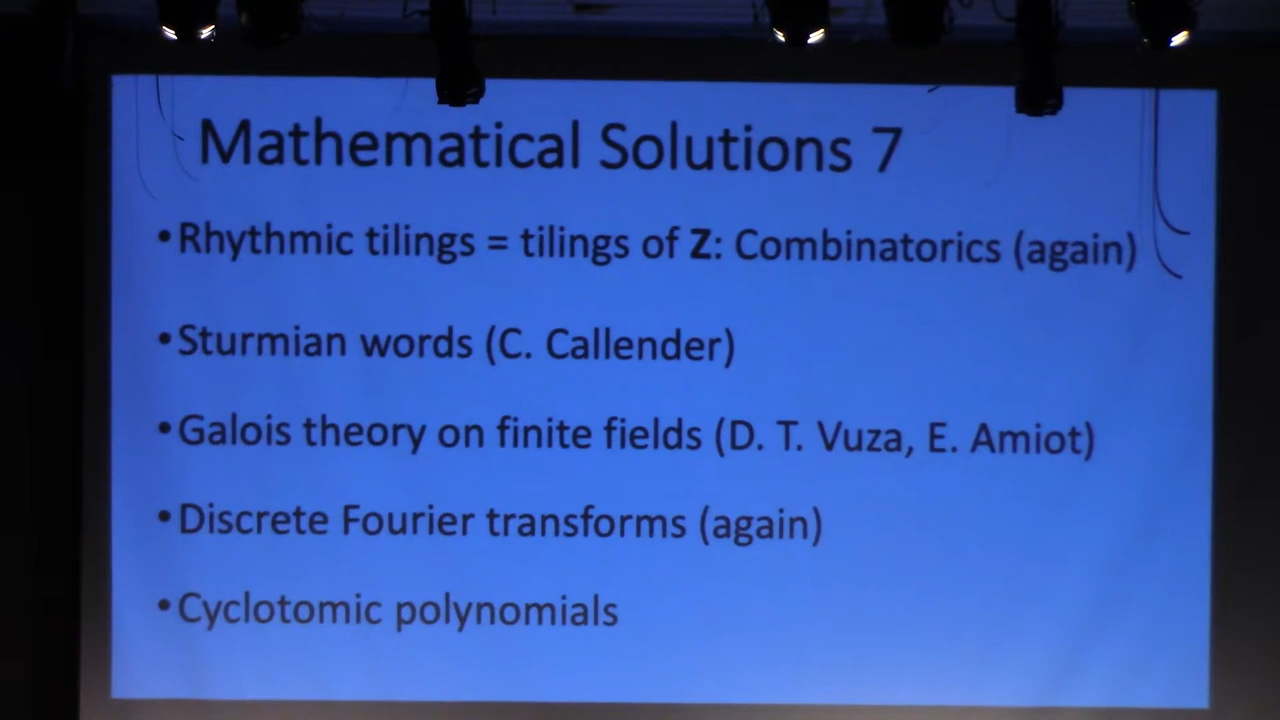 Mathematical Solutions 7
•Rhythmic tilings = tilings of Z: Combinatorics (again)
•Sturmian words (C. Callender)
•Galois theory on finite fields (D. T. Vuza, E. Amiot)
•Discrete Fourier transforms (again)
•Cyclotomic polynomials